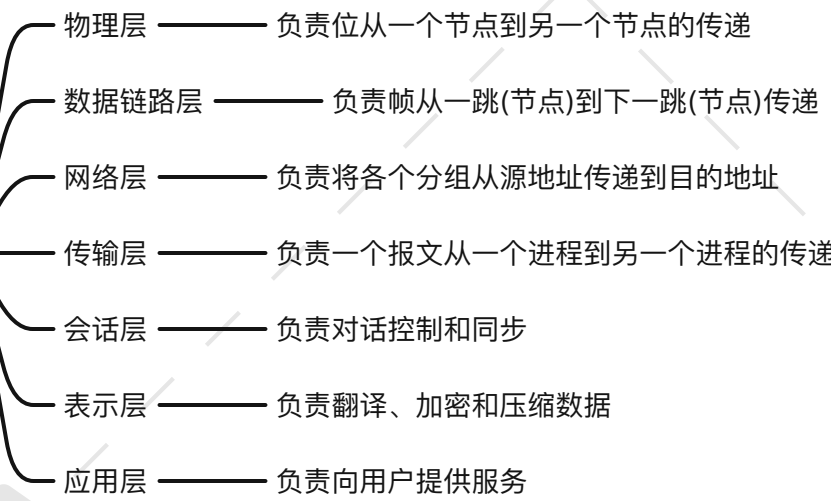 物理层 负责位从一个节点到另一个节点的传递
数据链路层 负责帧从一跳(节点)到下一跳(节点)传递
网络层 负责将各个分组从源地址传递到目的地址
传输层 负责一个报文从一个进程到另一个进程的传递
会话层 负责对话控制和同步
表示层 负责翻译、加密和压缩数据
应用层 负责向用户提供服务